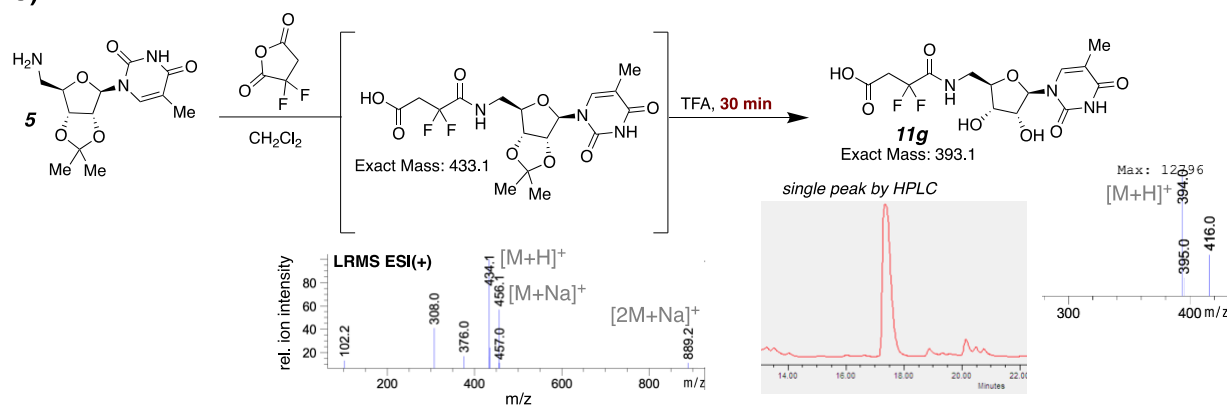 H₂N
O
O
O
O
NH
O
N
O
Me
5
O
O
Me
Me
O
O
O
F
F
CH₂Cl₂
HO
O
F
F
O
N
H
O
N
Me
O
NH
O
O
O
Me
Me
Exact Mass: 433.1
TFA, 30 min
HO
O
F
F
O
N
H
O
N
Me
O
NH
O
HO
OH
11g
Exact Mass: 393.1
LRMS ESI(+)
rel. ion intensity
80
60
40
20
102.2
308.0
376.0
434.1
456.1
457.0
889.2
[M+H]⁺
[M+Na]⁺
[2M+Na]⁺
200
400
600
800
m/z
m/z
single peak by HPLC
14.00
16.00
18.00
20.00
22.00
Minutes
Max: 12796
[M+H]⁺
394.0
395.0
416.0
300
400
m/z